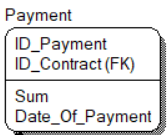 Payment
ID_Payment
ID_Contract (FK)
Sum
Date_Of_Payment